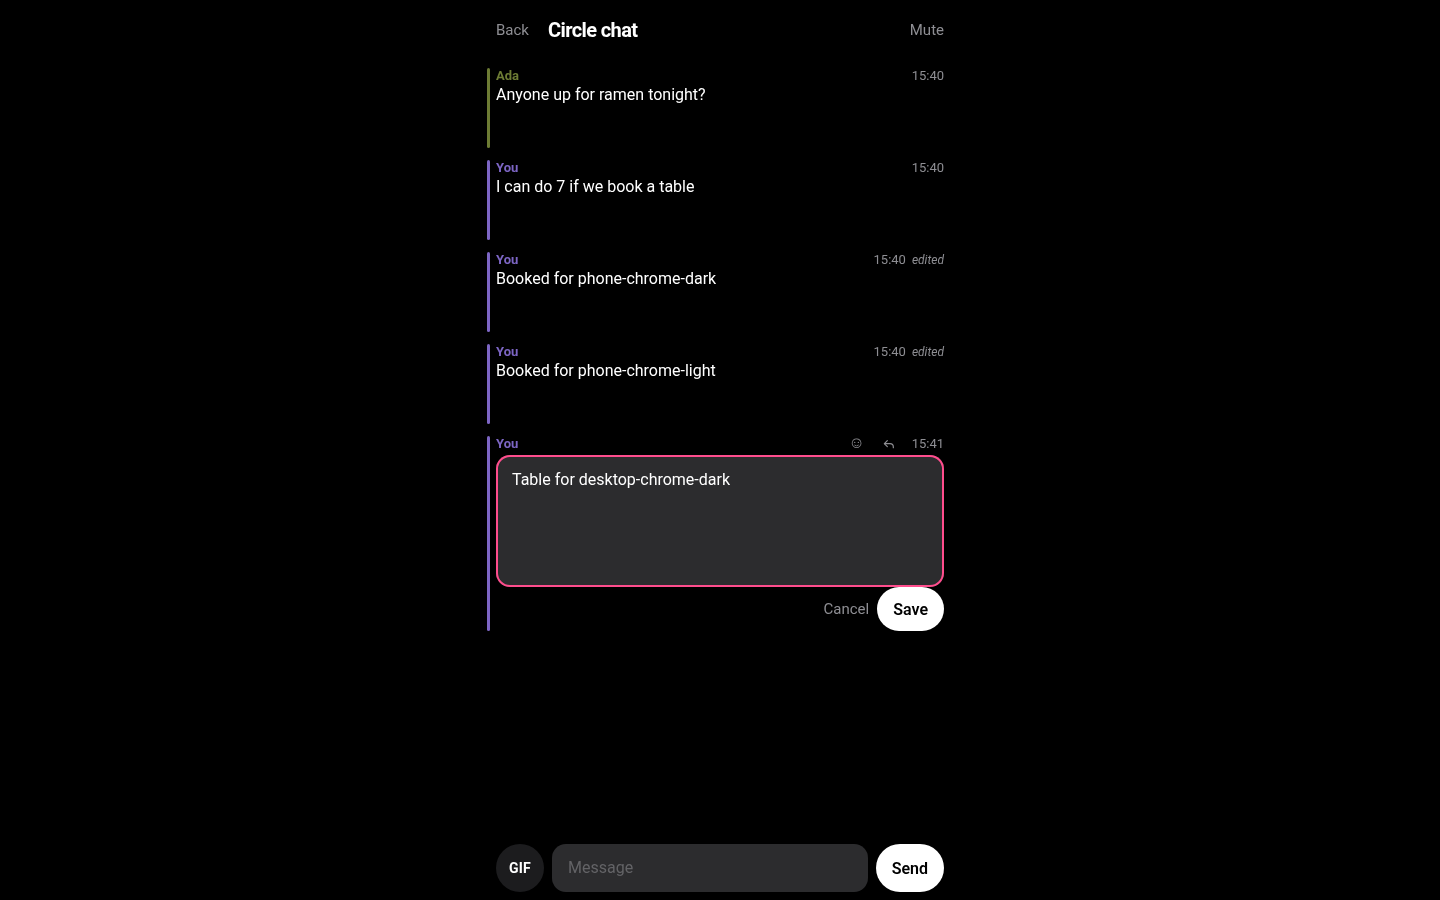 Back Circle chat Mute
Ada 15:40
Anyone up for ramen tonight?
You 15:40
I can do 7 if we book a table
You 15:40 edited
Booked for phone-chrome-dark
You 15:40 edited
Booked for phone-chrome-light
You 15:41
Table for desktop-chrome-dark
Cancel Save
GIF Message Send